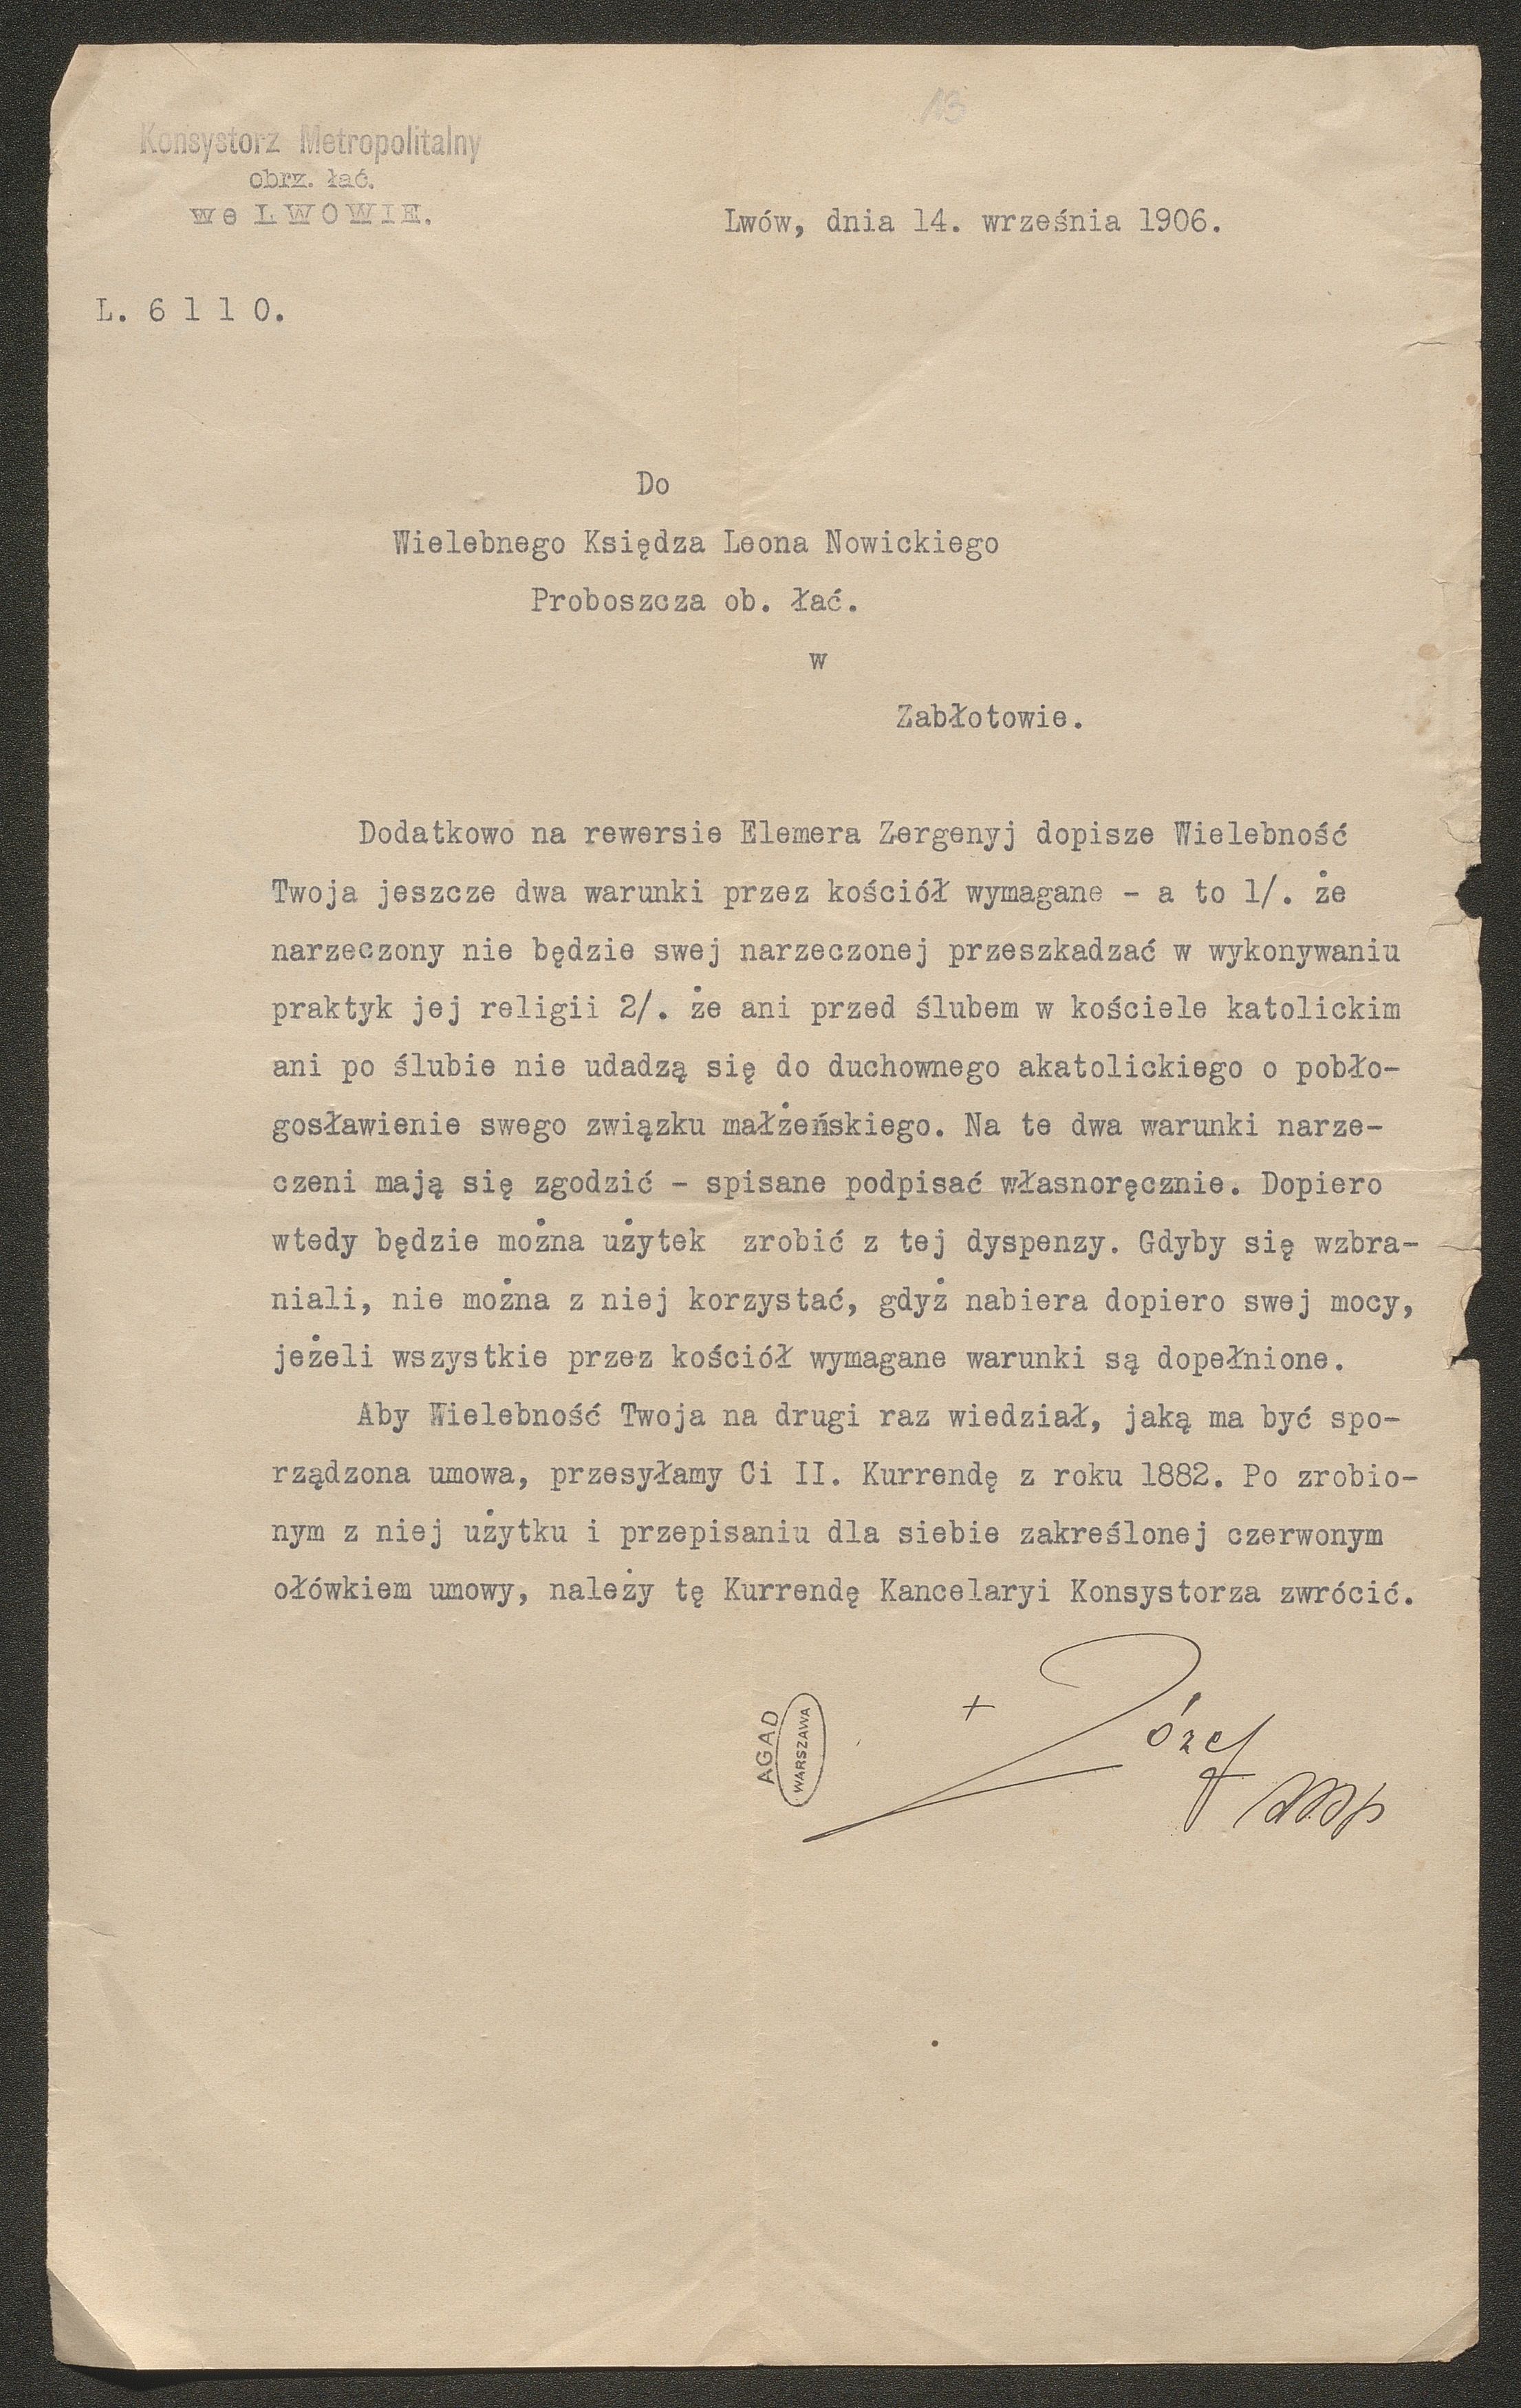 13
Konsystorz Metropolitalny
obrz. łać.
we LWOWIE.
Lwów, dnia 14. września 1906.
L. 6 1 1 0.
Do
Wielebnego Księdza Leona Nowickiego
Proboszcza ob. łać.
w
Zabłotowie.
Dodatkowo na rewersie Elemera Zergenyj dopisze Wielebność
Twoja jeszcze dwa warunki przez kościół wymagane - a to 1/. że
narzeczony nie będzie swej narzeczonej przeszkadzać w wykonywaniu
praktyk jej religii 2/. że ani przed ślubem w kościele katolickim
ani po ślubie nie udadzą się do duchownego akatolickiego o pobło-
gosławienie swego związku małżeńskiego. Na te dwa warunki narze-
czeni mają się zgodzić - spisane podpisać własnoręcznie. Dopiero
wtedy będzie można użytek zrobić z tej dyspenzy. Gdyby się wzbra-
niali, nie można z niej korzystać, gdyż nabiera dopiero swej mocy,
jeżeli wszystkie przez kościół wymagane warunki są dopełnione.
Aby Wielebność Twoja na drugi raz wiedział, jaką ma być spo-
rządzona umowa, przesyłamy Ci II. Kurrendę z roku 1882. Po zrobio-
nym z niej użytku i przepisaniu dla siebie zakreślonej czerwonym
ołówkiem umowy, należy tę Kurrendę Kancelaryi Konsystorza zwrócić.
+ Józef
AGAD
WARSZAWA